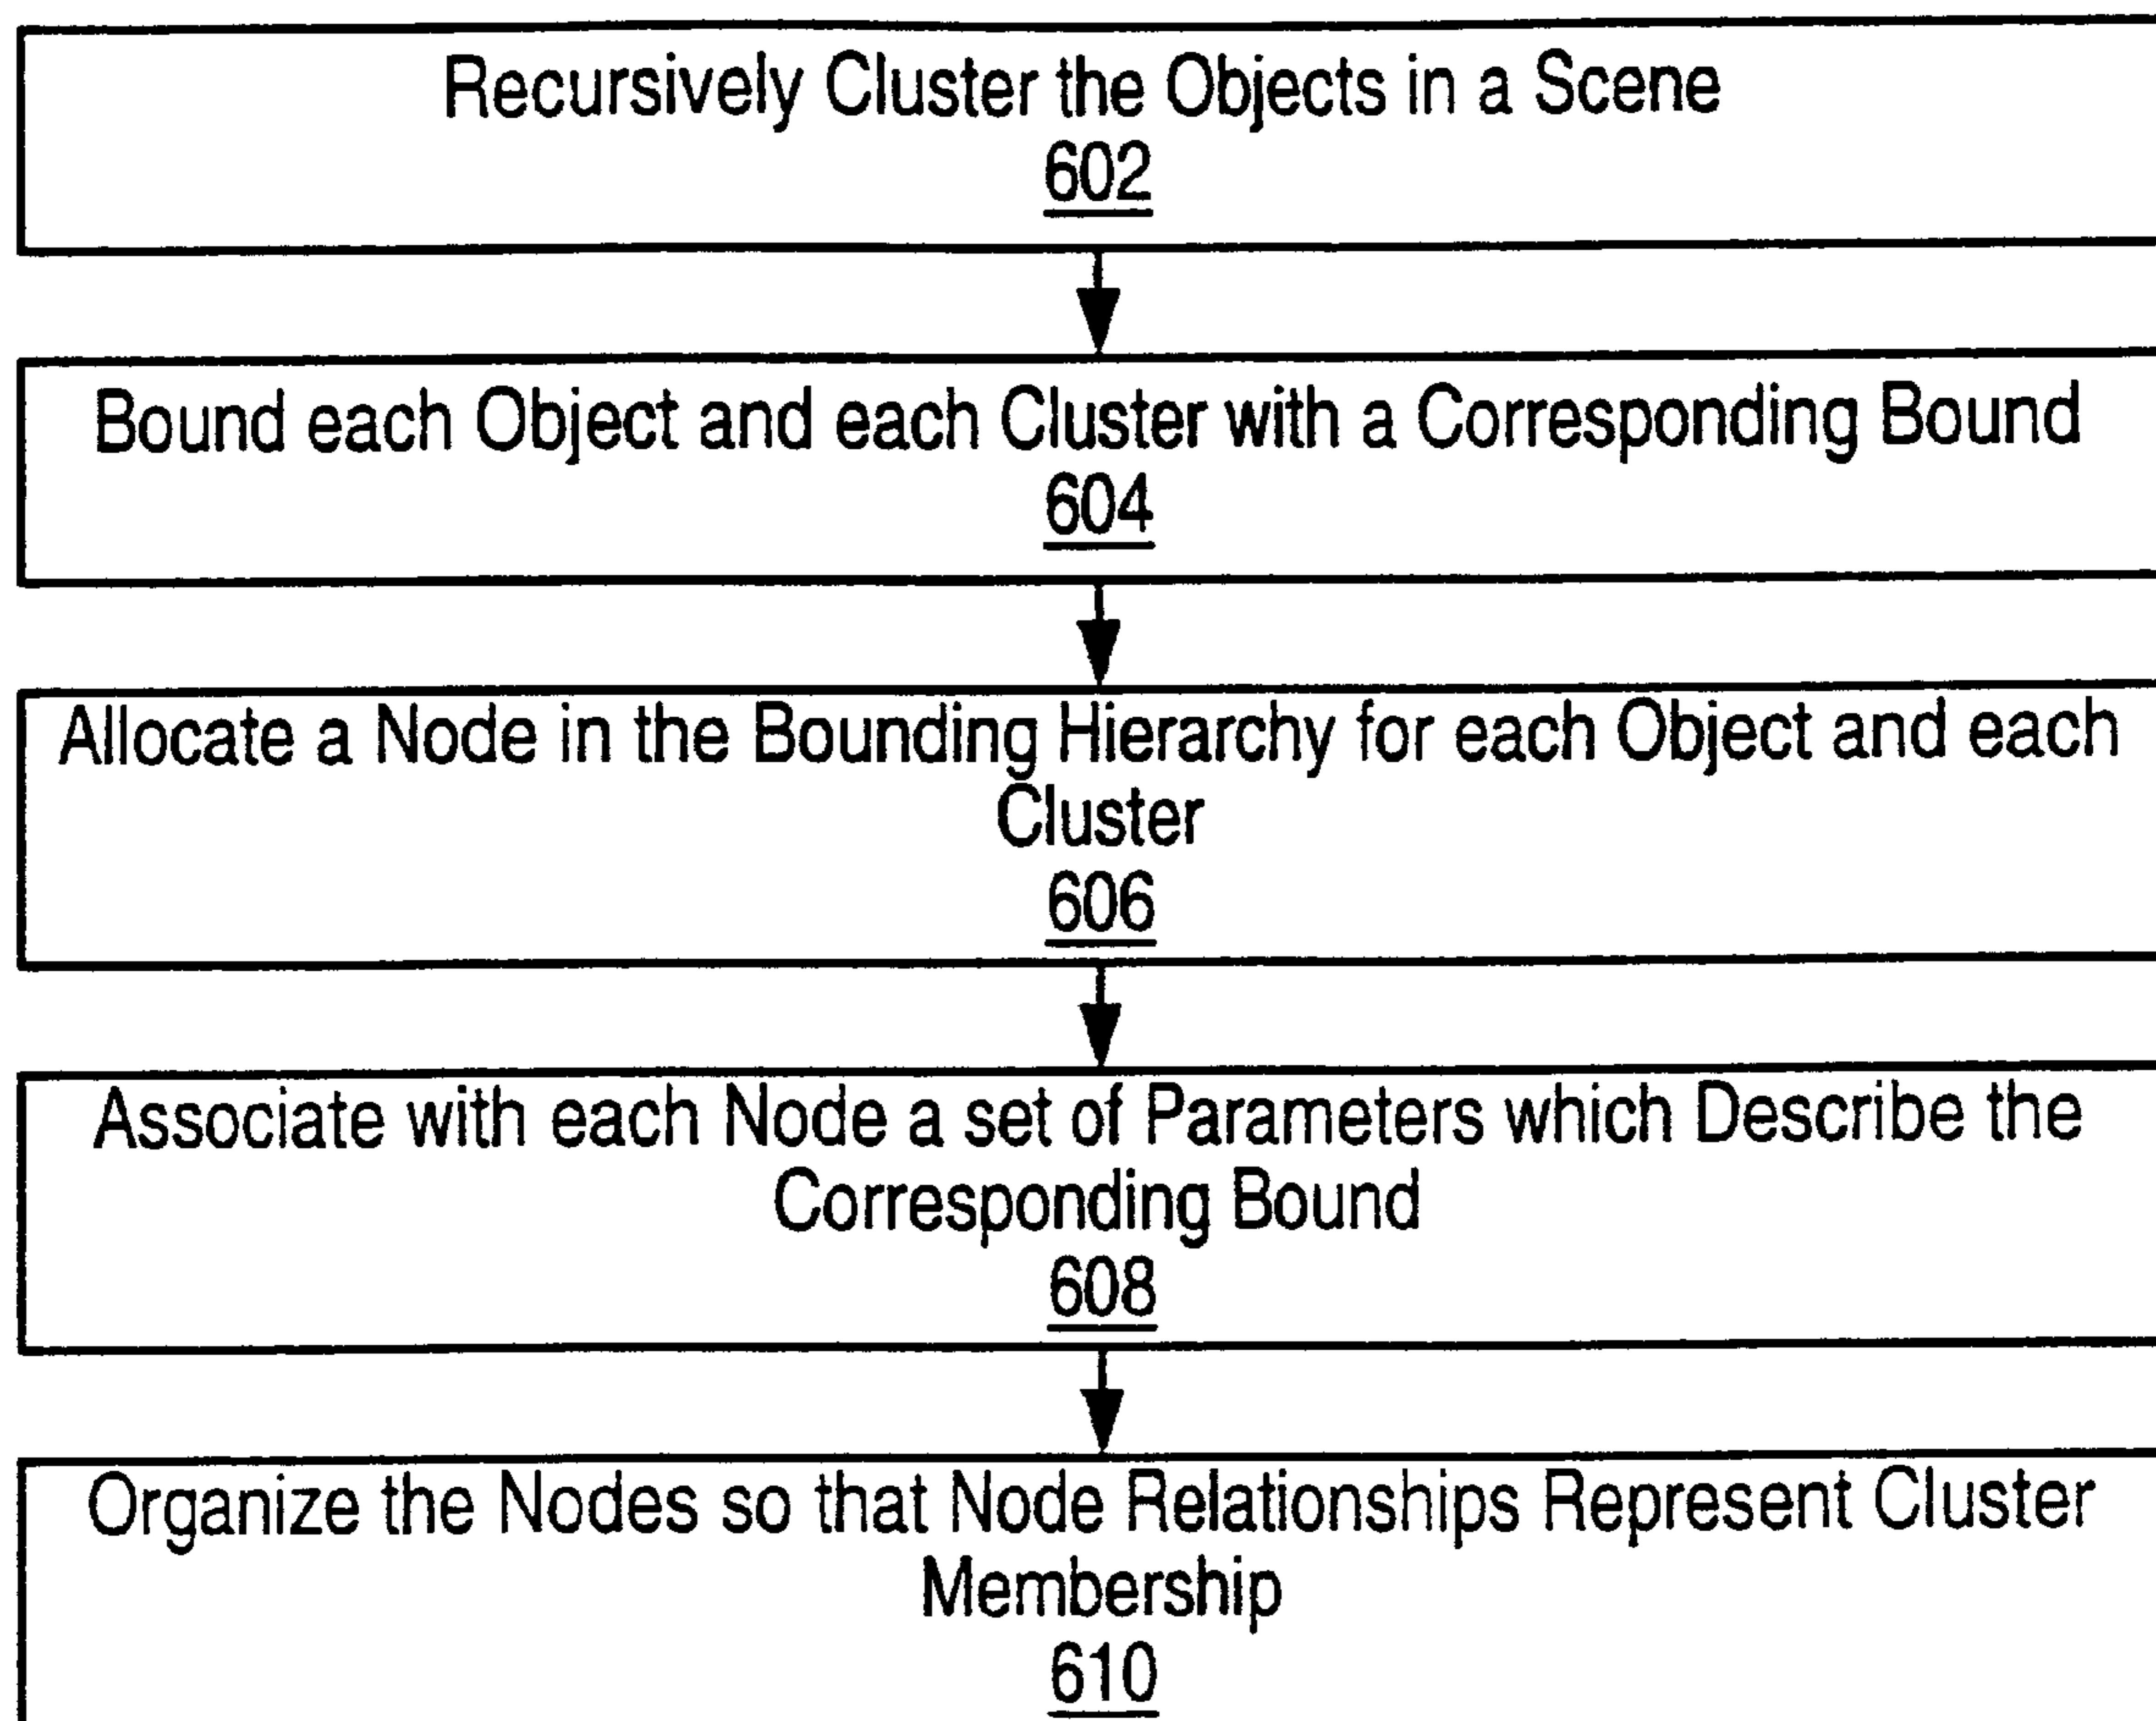 Recursively Cluster the Objects in a Scene
602
Bound each Object and each Cluster with a Corresponding Bound
604
Allocate a Node in the Bounding Hierarchy for each Object and each
Cluster
606
Associate with each Node a set of Parameters which Describe the
Corresponding Bound
608
Organize the Nodes so that Node Relationships Represent Cluster
Membership
610